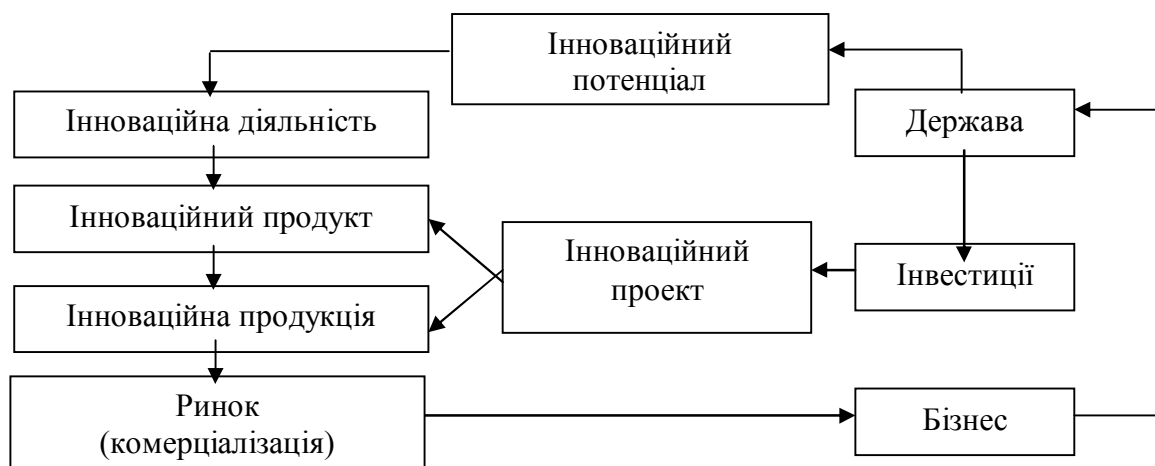 Інноваційний
потенціал
Інноваційна діяльність
Держава
Інноваційний продукт
Інноваційний
проект
Інвестиції
Інноваційна продукція
Ринок
(комерціалізація)
Бізнес